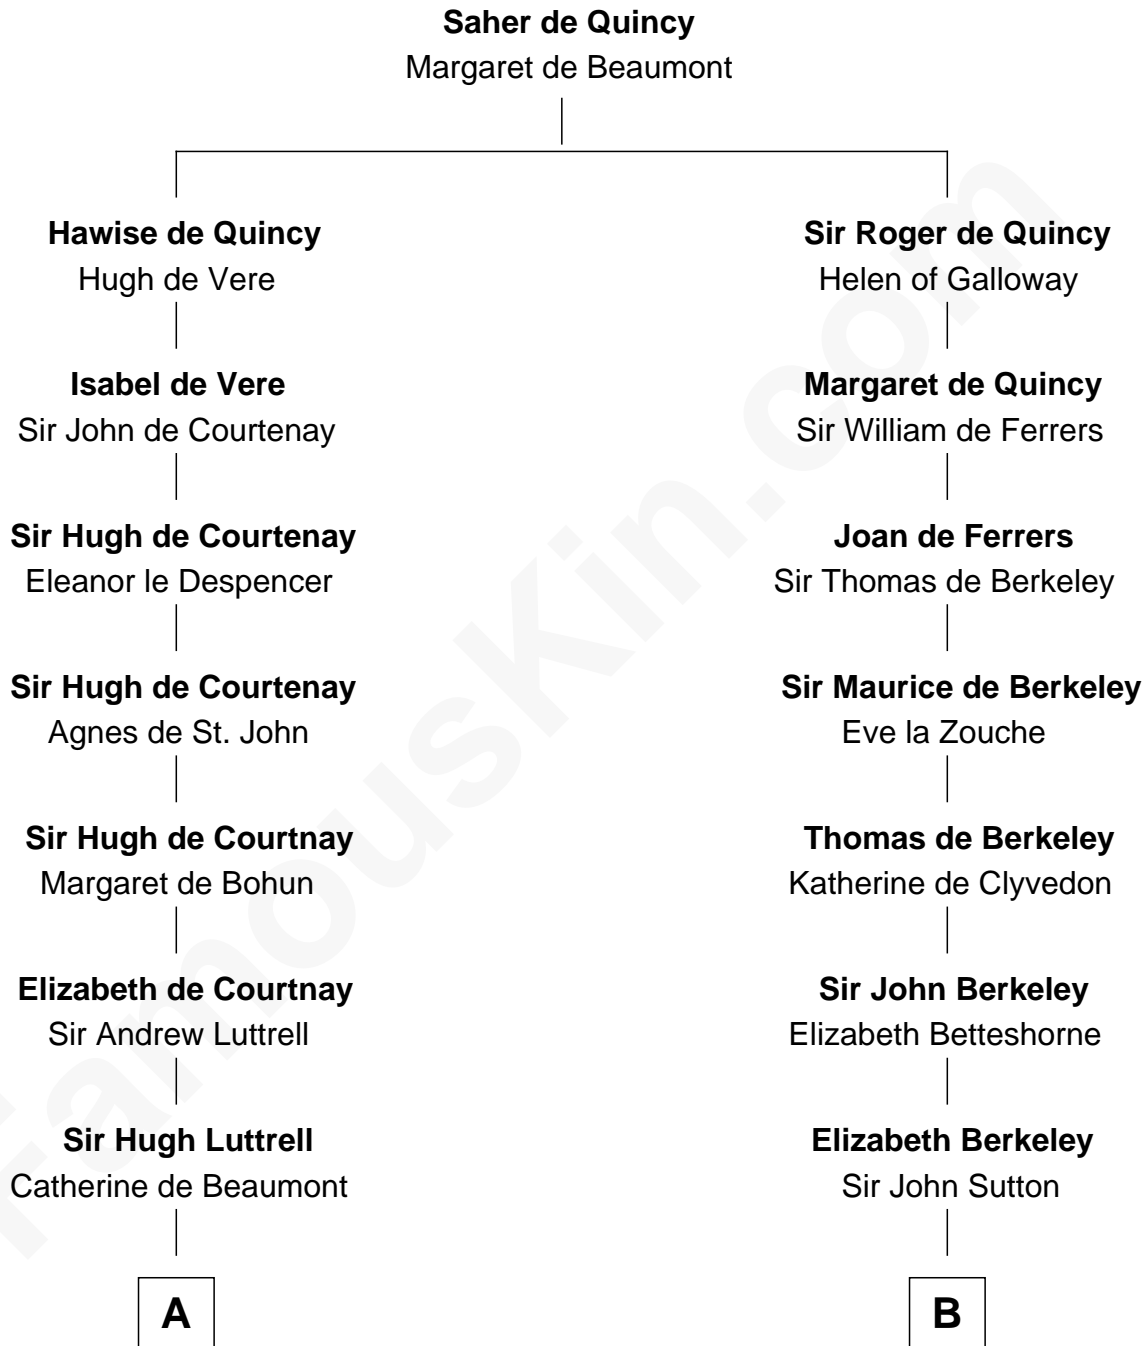 Saher de Quincy
Margaret de Beaumont
Hawise de Quincy
Hugh de Vere
Sir Roger de Quincy
Helen of Galloway
Isabel de Vere
Sir John de Courtenay
Margaret de Quincy
Sir William de Ferrers
Sir Hugh de Courtenay
Eleanor le Despencer
Joan de Ferrers
Sir Thomas de Berkeley
Sir Hugh de Courtenay
Agnes de St. John
Sir Maurice de Berkeley
Eve la Zouche
Sir Hugh de Courtnay
Margaret de Bohun
Thomas de Berkeley
Katherine de Clyvedon
Elizabeth de Courtnay
Sir Andrew Luttrell
Sir John Berkeley
Elizabeth Betteshorne
Sir Hugh Luttrell
Catherine de Beaumont
Elizabeth Berkeley
Sir John Sutton
A
B
FamousKin.com